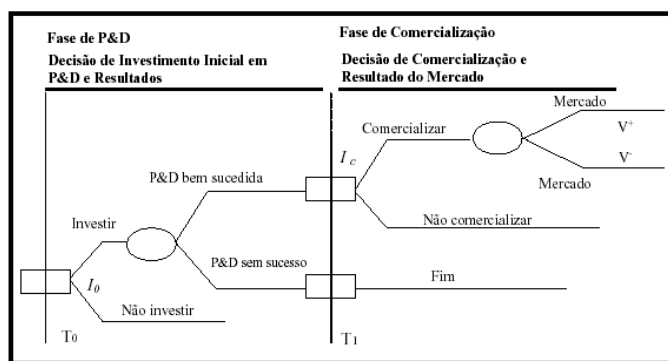 Fase de P&D
Decisão de Investimento Inicial em
P&D e Resultados
Fase de Comercialização
Decisão de Comercialização e
Resultado do Mercado
Mercado
V+
V-
Mercado
Comercializar
I c
Não comercializar
P&D bem sucedida
Investir
P&D sem sucesso
Fim
I0
Não investir
T0
T1